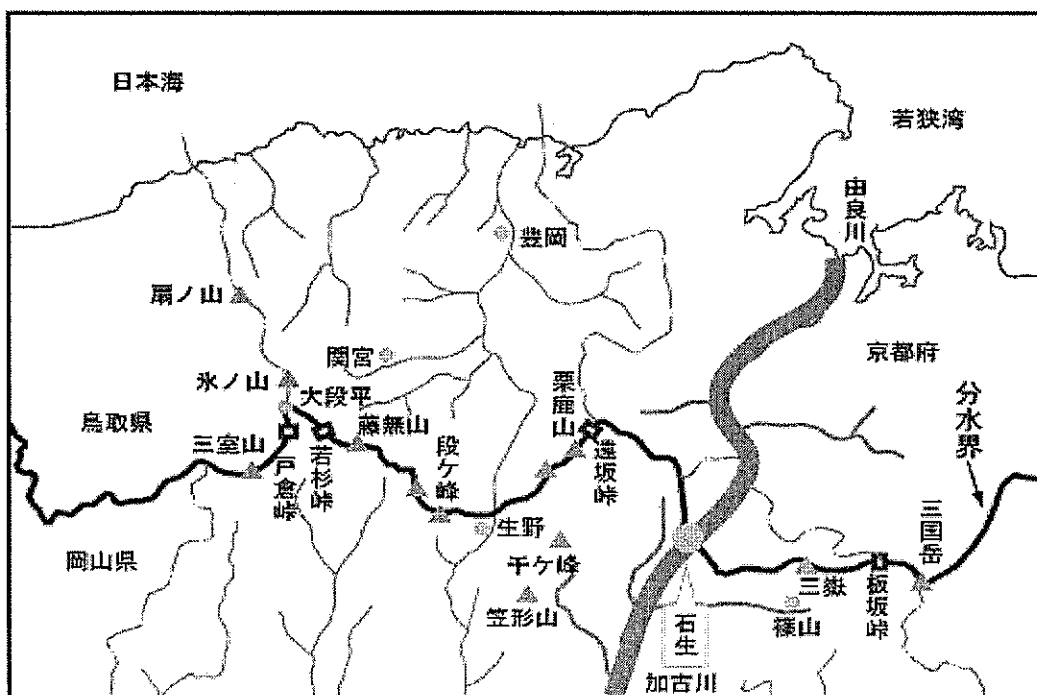 日本海
若狭湾
由良川
豊岡
扇ノ山
関宮
京都府
氷ノ山
大段平
粟鹿山
分水界
鳥取県
藤無山
三室山
戸倉峠
若杉峠
段ケ峰
遠坂峠
三国岳
生野
岡山県
千ケ峰
三嶽
板坂峠
笠形山
石生
篠山
加古川